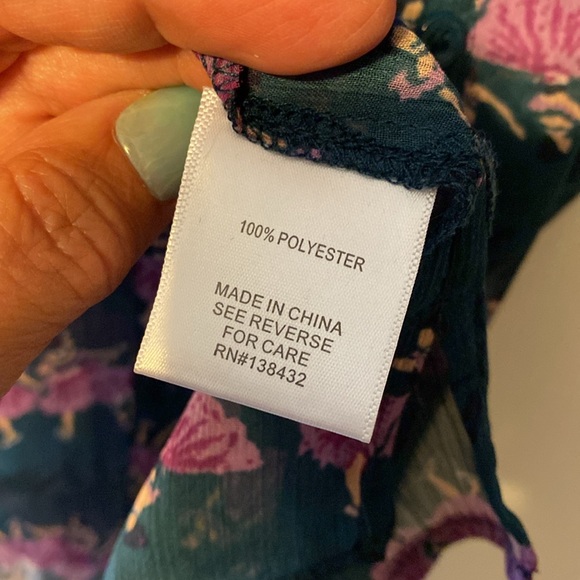 100% POLYESTER
MADE IN CHINA
SEE REVERSE
FOR CARE
RN#138432